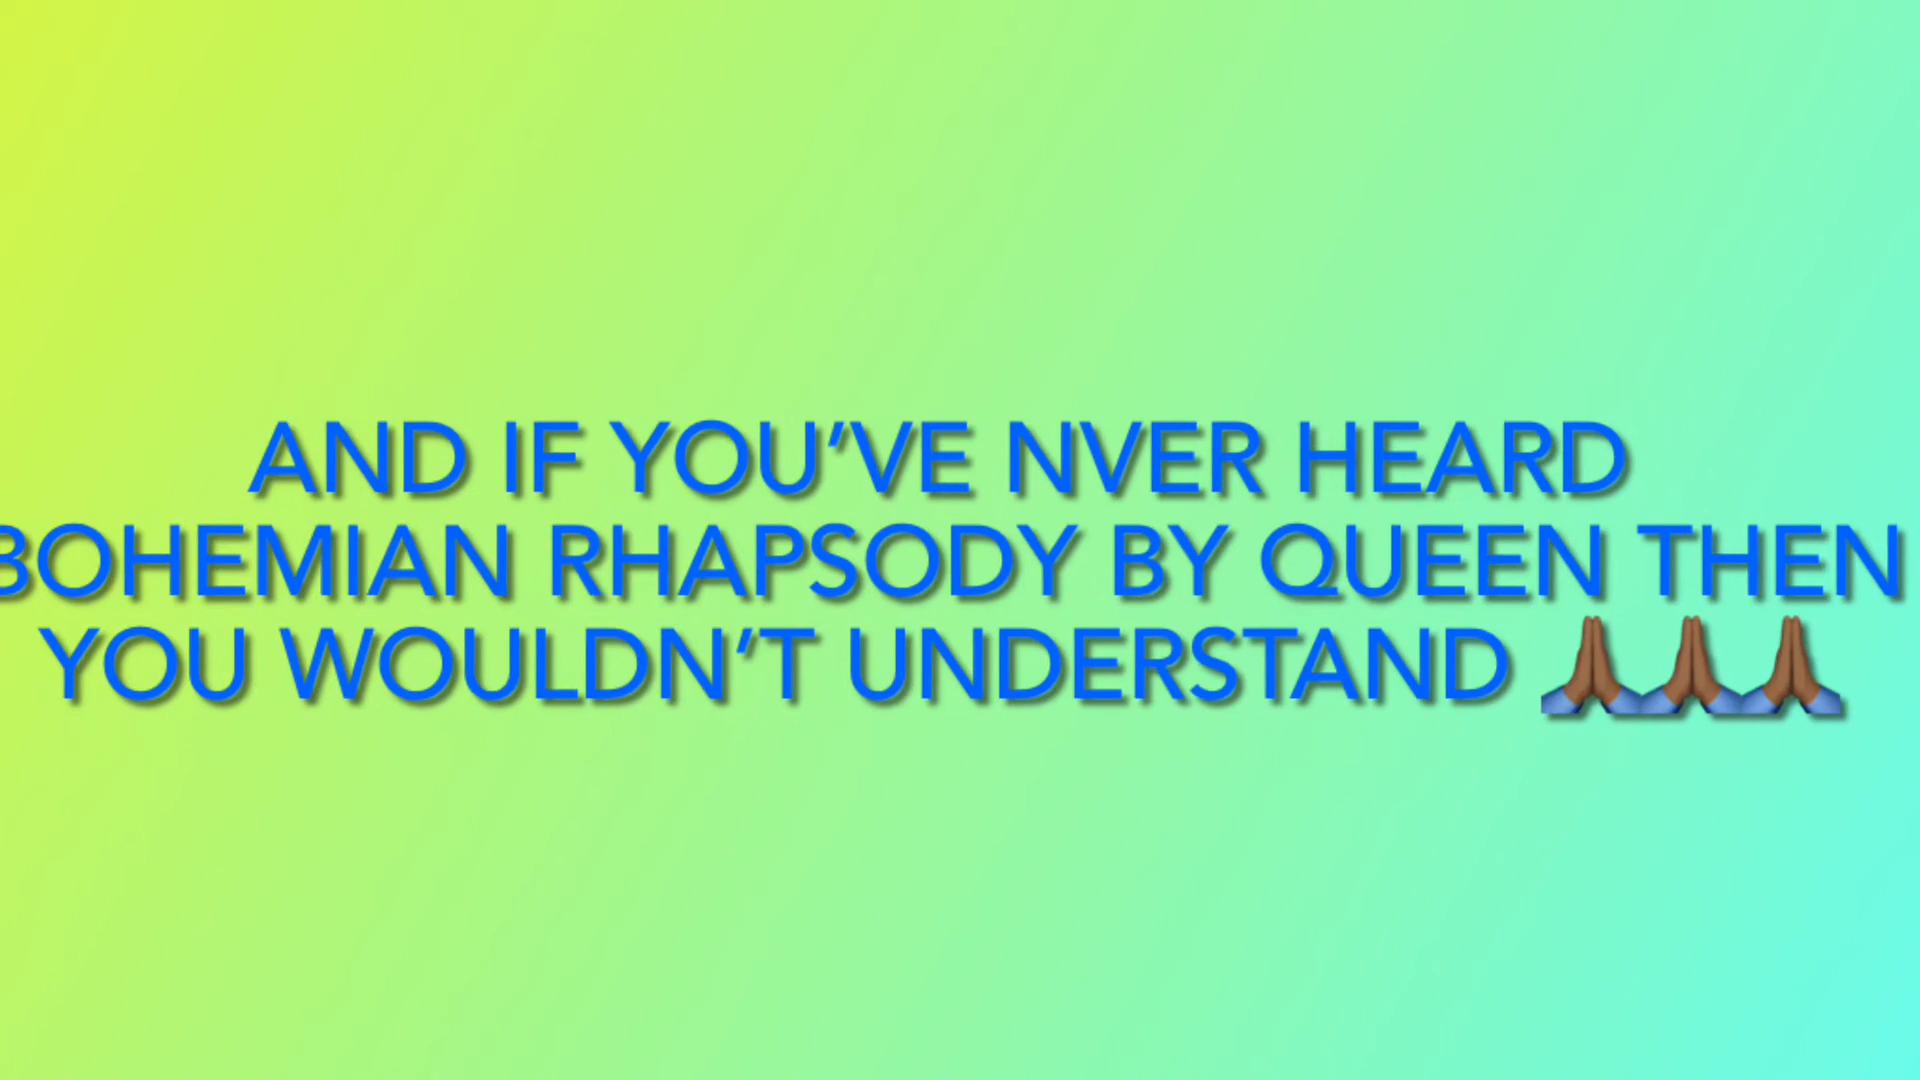 AND IF YOU’VE NVER HEARD
BOHEMIAN RHAPSODY BY QUEEN THEN
YOU WOULDN’T UNDERSTAND 🙏🏾🙏🏾🙏🏾